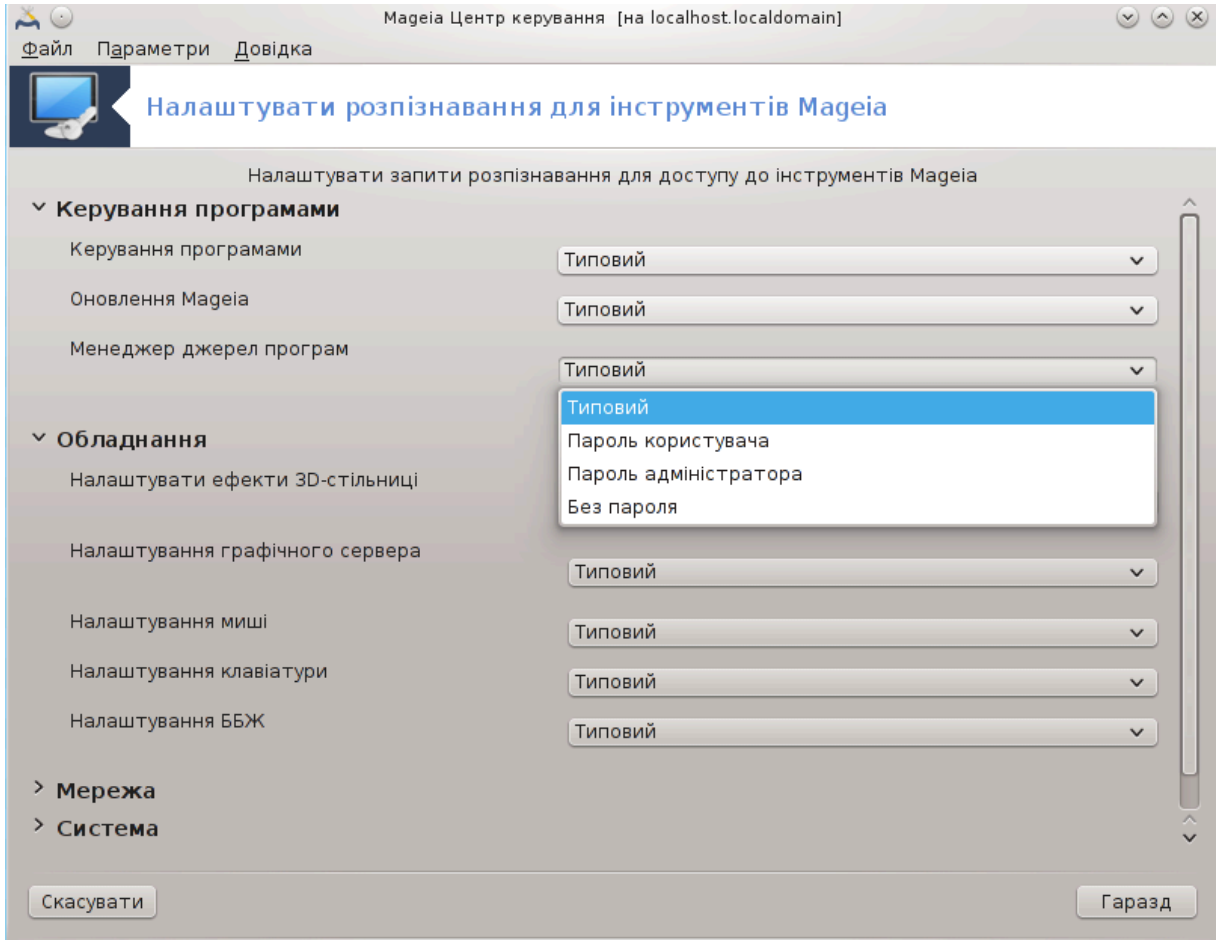 Mageia Центр керування [на localhost.localdomain]
Файл Параметри Довідка
Налаштувати розпізнавання для інструментів Mageia
Налаштувати запити розпізнавання для доступу до інструментів Mageia
Керування програмами
Керування програмами Типовий
Оновлення Mageia Типовий
Менеджер джерел програм Типовий
Типовий
Пароль користувача
Пароль адміністратора
Без пароля
Обладнання
Налаштувати ефекти 3D-стільниці
Налаштування графічного сервера Типовий
Налаштування миші Типовий
Налаштування клавіатури Типовий
Налаштування ББЖ Типовий
Мережа
Система
Скасувати Гаразд